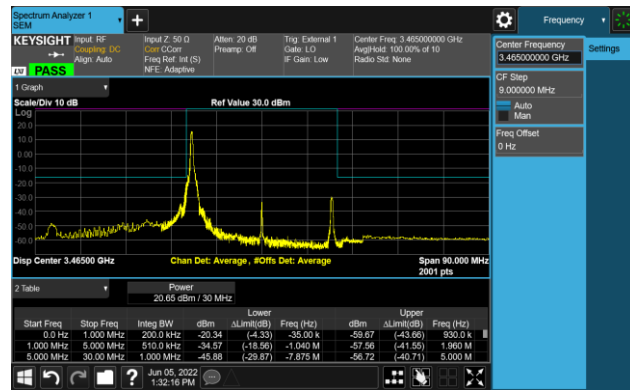 Spectrum Analyzer 1
SEM
Frequency
KEYSIGHT
Input: RF
Coupling: DC
Align: Auto
Input Z: 50 Ω
Corr CCorr
Freq Ref: Int (S)
NFE: Adaptive
Atten: 20 dB
Preamp: Off
Trig: External 1
Gate: LO
IF Gain: Low
Center Freq: 3.465000000 GHz
Avg|Hold: 100.00% of 10
Radio Std: None
LXI PASS
Center Frequency
3.465000000 GHz
Settings
CF Step
9.000000 MHz
Auto
Man
Freq Offset
0 Hz
1 Graph
Scale/Div 10 dB
Ref Value 30.0 dBm
Log
20.0
10.0
0.00
-10.0
-20.0
-30.0
-40.0
-50.0
-60.0
Disp Center 3.46500 GHz
Chan Det: Average, #Offs Det: Average
Span 90.000 MHz
2001 pts
2 Table
Power
20.65 dBm / 30 MHz
Lower Upper
Start Freq Stop Freq Integ BW dBm ΔLimit(dB) Freq (Hz) dBm ΔLimit(dB) Freq (Hz)
0.0 Hz 1.000 MHz 200.0 kHz -20.34 (-4.33) -35.00 k -59.67 (-43.66) 930.0 k
1.000 MHz 5.000 MHz 510.0 kHz -34.57 (-18.56) -1.040 M -57.56 (-41.55) 1.960 M
5.000 MHz 30.00 MHz 1.000 MHz -45.88 (-29.87) -7.875 M -56.72 (-40.71) 5.000 M
Jun 05, 2022
1:32:16 PM